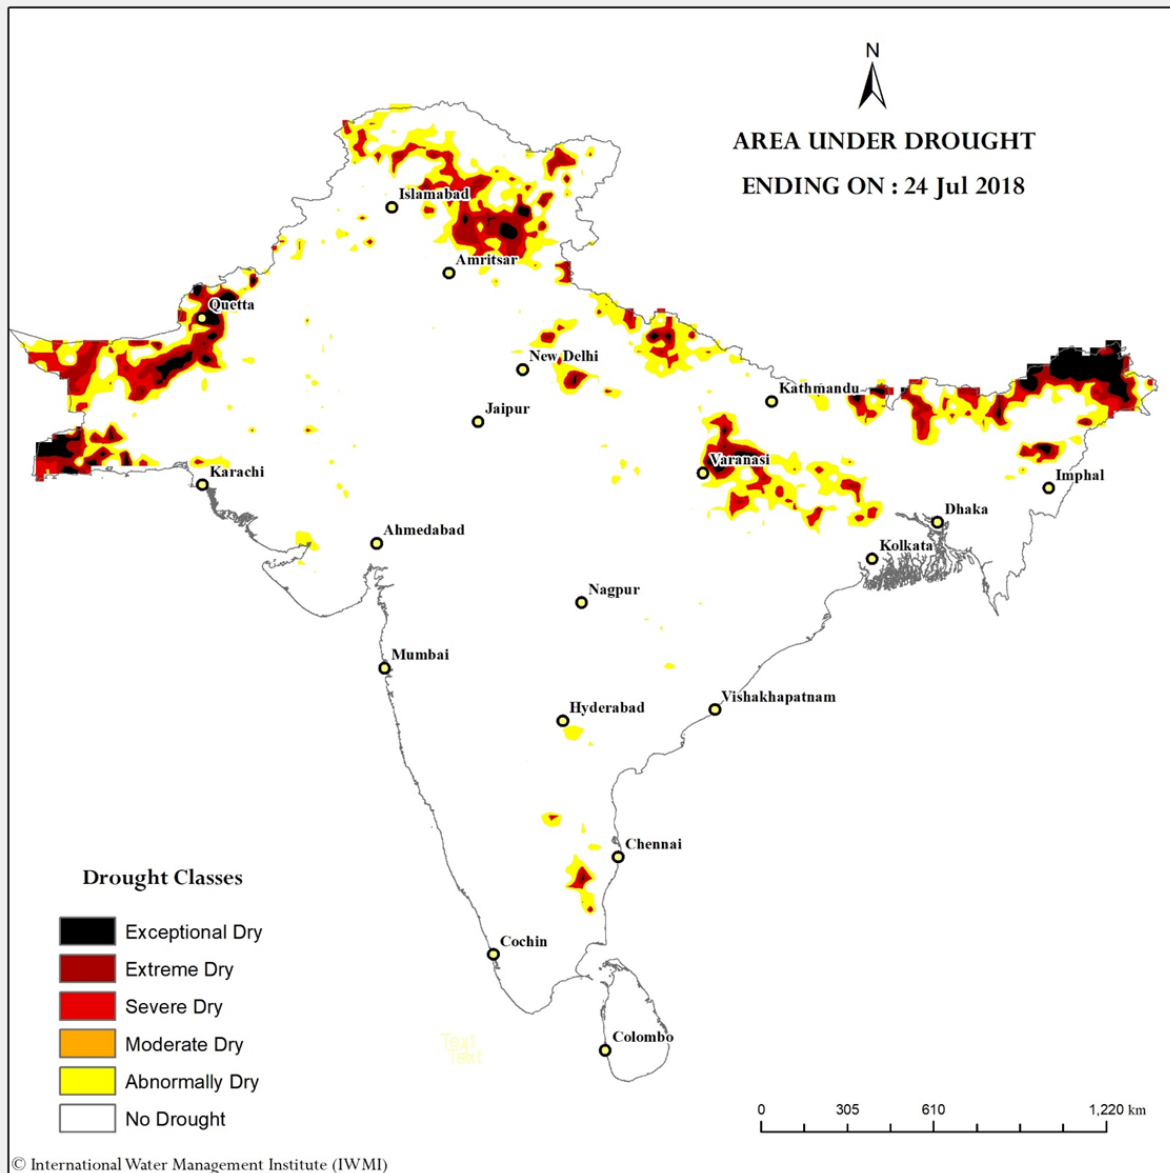 N
AREA UNDER DROUGHT
ENDING ON : 24 Jul 2018
Islamabad
Amritsar
Quetta
New Delhi
Kathmandu
Jaipur
Varanasi
Karachi
Imphal
Dhaka
Ahmedabad
Kolkata
Nagpur
Mumbai
Vishakhapatnam
Hyderabad
Chennai
Drought Classes
Exceptional Dry
Cochin
Extreme Dry
Severe Dry
Colombo
Text
Text
Moderate Dry
Abnormally Dry
No Drought
0 305 610 1,220 km
© International Water Management Institute (IWMI)